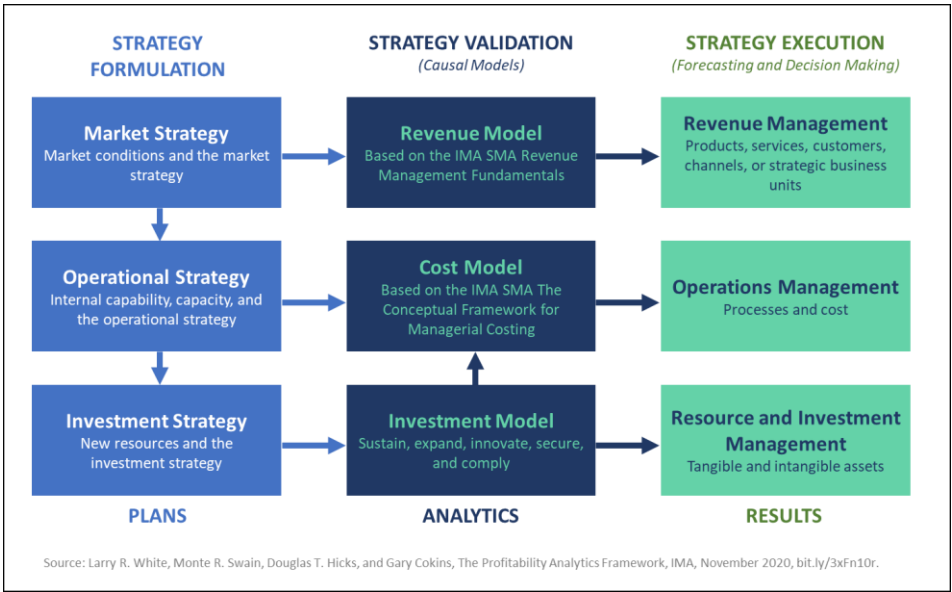 STRATEGY
FORMULATION
STRATEGY VALIDATION
(Causal Models)
STRATEGY EXECUTION
(Forecasting and Decision Making)
Market Strategy
Market conditions and the market
strategy
Revenue Model
Based on the IMA SMA Revenue
Management Fundamentals
Revenue Management
Products, services, customers,
channels, or strategic business
units
Operational Strategy
Internal capability, capacity, and
the operational strategy
Cost Model
Based on the IMA SMA The
Conceptual Framework for
Managerial Costing
Operations Management
Processes and cost
Investment Strategy
New resources and the
investment strategy
Investment Model
Sustain, expand, innovate, secure,
and comply
Resource and Investment
Management
Tangible and intangible assets
PLANS
ANALYTICS
RESULTS
Source: Larry R. White, Monte R. Swain, Douglas T. Hicks, and Gary Cokins, The Profitability Analytics Framework, IMA, November 2020, bit.ly/3xFn10r.